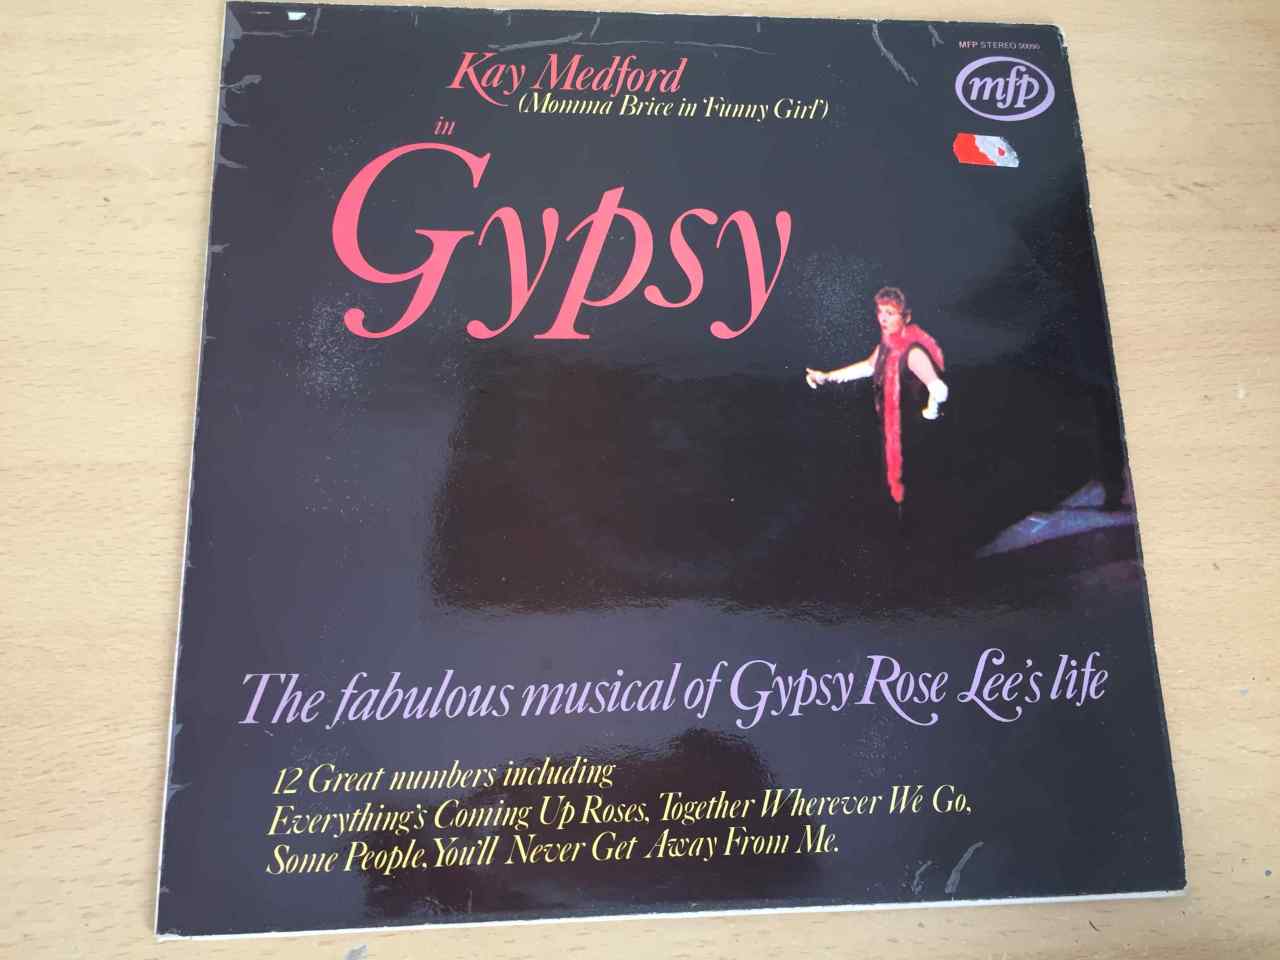 MFP STEREO 50090
mfp
Kay Medford
(Momma Brice in 'Funny Girl')
in
Gypsy
The fabulous musical of Gypsy Rose Lee's life
12 Great numbers including
Everything's Coming Up Roses, Together Wherever We Go,
Some People, You'll Never Get Away From Me.